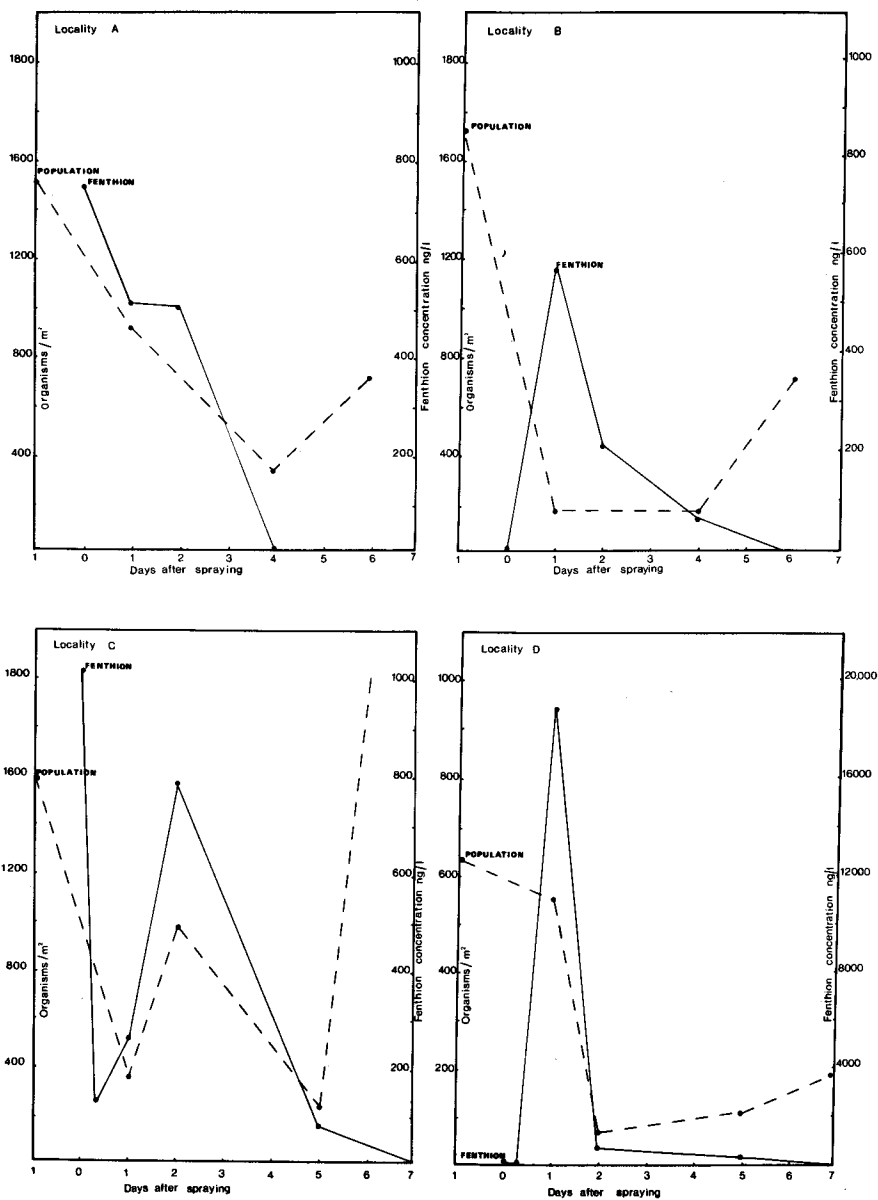 Locality A
1800
1600
1200
800
400
1000
800
600
400
200
POPULATION
FENTHION
Organisms/m²
Fenthion concentration ng/l
1 0 1 2 3 4 5 6 7
Days after spraying
Locality B
1800
1600
1200
800
400
1000
800
600
400
200
POPULATION
FENTHION
Organisms/m²
Fenthion concentration ng/l
1 0 1 2 3 4 5 6 7
Days after spraying
Locality C
1800
1600
1200
800
400
1000
800
600
400
200
FENTHION
POPULATION
Organisms/m²
Fenthion concentration ng/l
1 0 1 2 3 4 5 6 7
Days after spraying
Locality D
1000
800
600
400
200
20,000
16000
12000
8000
4000
POPULATION
FENTHION
Organisms/m²
Fenthion concentration ng/l
1 0 1 2 3 4 5 6 7
Days after spraying